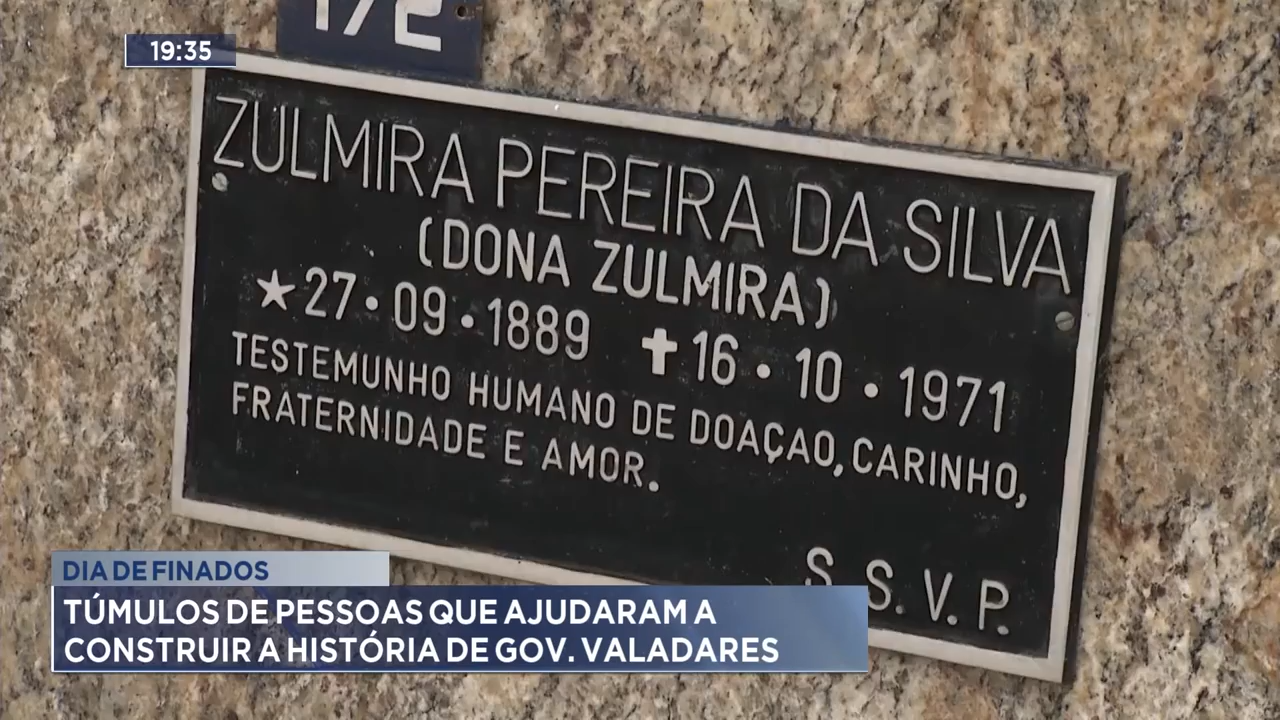 172
19:35
ZULMIRA PEREIRA DA SILVA
(DONA ZULMIRA)
★27•09•1889 ✝16•10•1971
TESTEMUNHO HUMANO DE DOAÇAO, CARINHO,
FRATERNIDADE E AMOR.
S. S. V. P.
DIA DE FINADOS
TÚMULOS DE PESSOAS QUE AJUDARAM A
CONSTRUIR A HISTÓRIA DE GOV. VALADARES